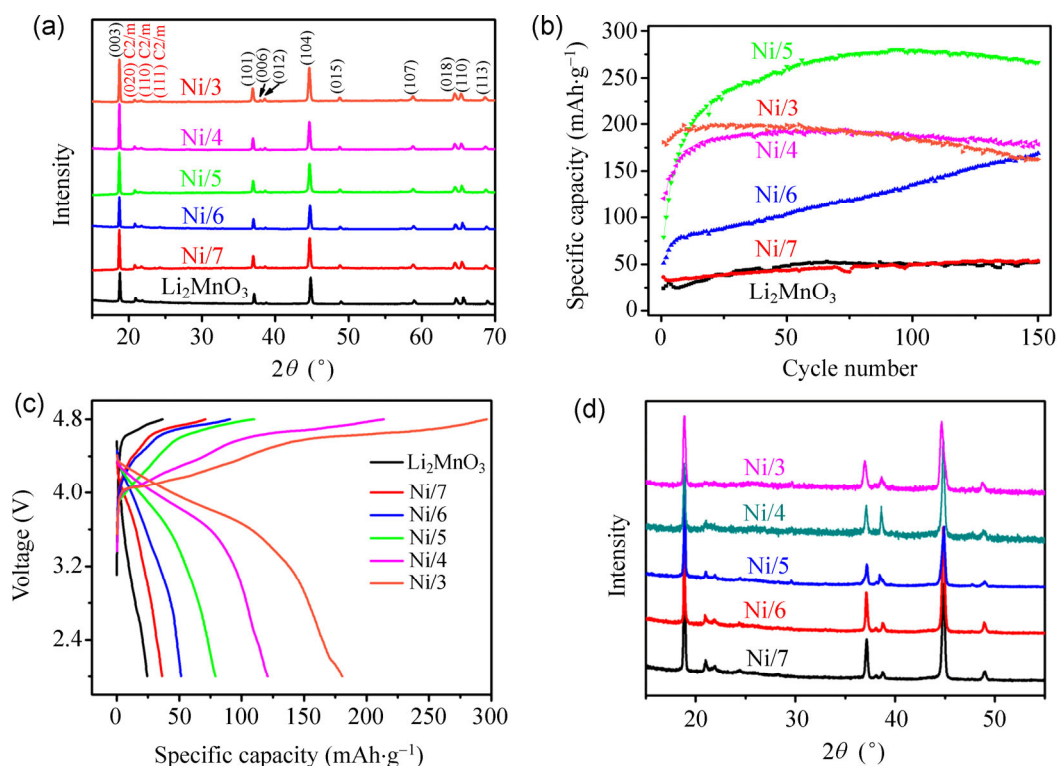 (a)
(003)
(020) C2/m
(110) C2/m
(111) C2/m
(101)
(006)
(012)
(104)
(015)
(107)
(018)
(110)
(113)
Ni/3
Ni/4
Ni/5
Ni/6
Ni/7
Li₂MnO₃
Intensity
20 30 40 50 60 70
2θ (°)
(b)
300
250
200
150
100
50
0
Specific capacity (mAh·g⁻¹)
Ni/5
Ni/3
Ni/4
Ni/6
Ni/7
Li₂MnO₃
0 50 100 150
Cycle number
(c)
4.8
4.0
3.2
2.4
Voltage (V)
Li₂MnO₃
Ni/7
Ni/6
Ni/5
Ni/4
Ni/3
0 50 100 150 200 250 300
Specific capacity (mAh·g⁻¹)
(d)
Ni/3
Ni/4
Ni/5
Ni/6
Ni/7
Intensity
20 30 40 50
2θ (°)